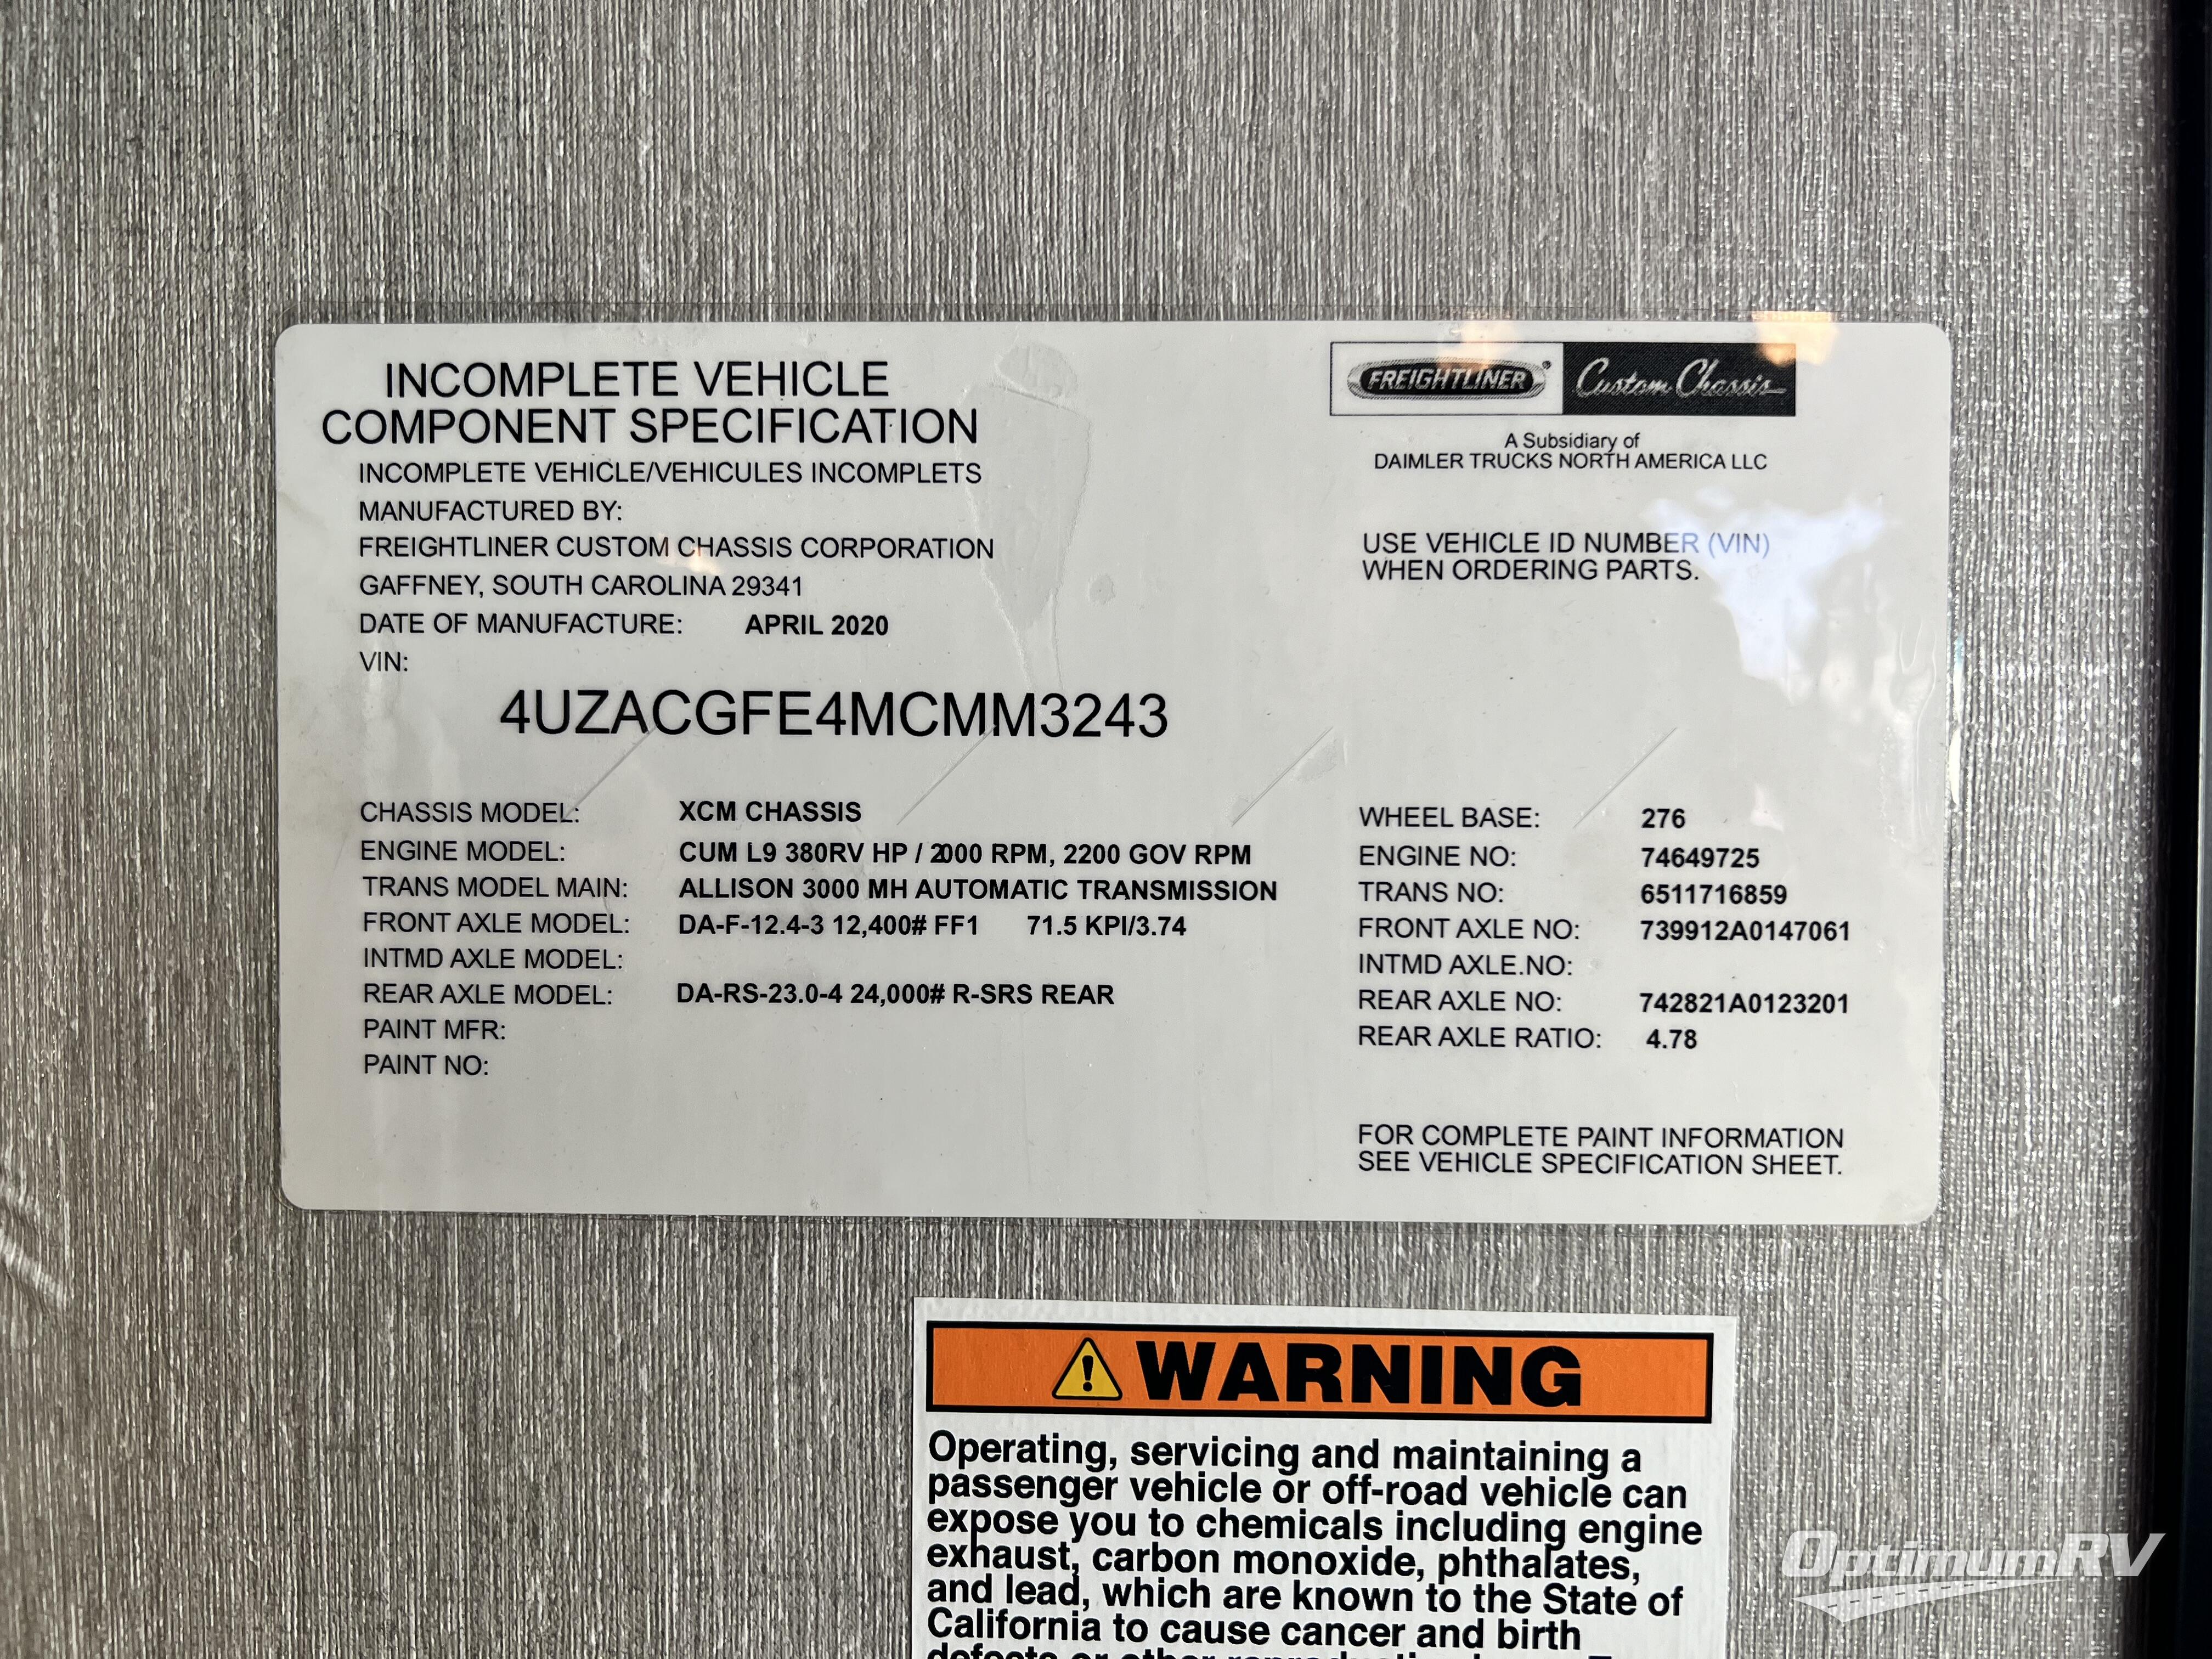 INCOMPLETE VEHICLE
COMPONENT SPECIFICATION
INCOMPLETE VEHICLE/VEHICULES INCOMPLETS
MANUFACTURED BY:
FREIGHTLINER CUSTOM CHASSIS CORPORATION
GAFFNEY, SOUTH CAROLINA 29341
DATE OF MANUFACTURE: APRIL 2020
VIN:
4UZACGFE4MCMM3243
FREIGHTLINER® Custom Chassis
A Subsidiary of
DAIMLER TRUCKS NORTH AMERICA LLC
USE VEHICLE ID NUMBER (VIN)
WHEN ORDERING PARTS.
CHASSIS MODEL: XCM CHASSIS
ENGINE MODEL: CUM L9 380RV HP / 2000 RPM, 2200 GOV RPM
TRANS MODEL MAIN: ALLISON 3000 MH AUTOMATIC TRANSMISSION
FRONT AXLE MODEL: DA-F-12.4-3 12,400# FF1 71.5 KPI/3.74
INTMD AXLE MODEL:
REAR AXLE MODEL: DA-RS-23.0-4 24,000# R-SRS REAR
PAINT MFR:
PAINT NO:
WHEEL BASE: 276
ENGINE NO: 74649725
TRANS NO: 6511716859
FRONT AXLE NO: 739912A0147061
INTMD AXLE.NO:
REAR AXLE NO: 742821A0123201
REAR AXLE RATIO: 4.78
FOR COMPLETE PAINT INFORMATION
SEE VEHICLE SPECIFICATION SHEET.
WARNING
Operating, servicing and maintaining a
passenger vehicle or off-road vehicle can
expose you to chemicals including engine
exhaust, carbon monoxide, phthalates,
and lead, which are known to the State of
California to cause cancer and birth
defects or other
OptimumRV